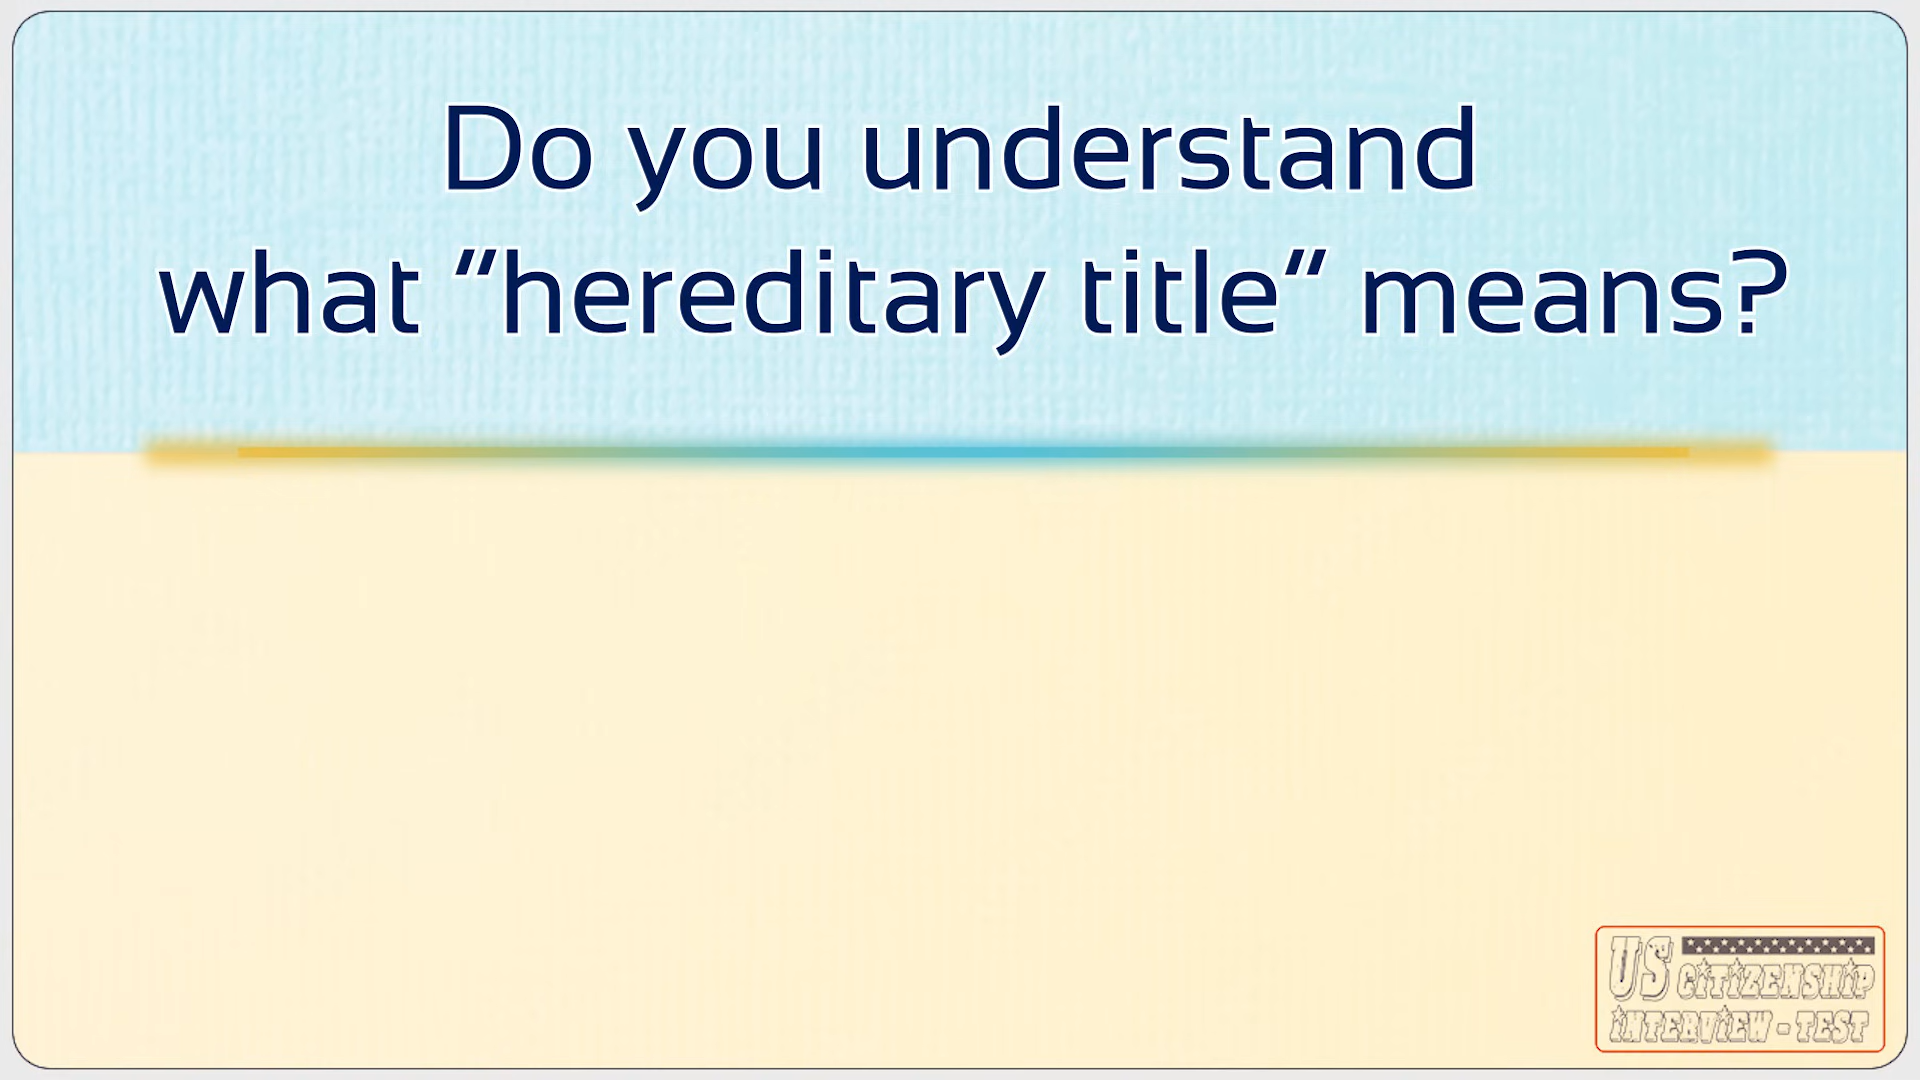 Do you understand
what "hereditary title" means?
US CITIZENSHIP
INTERVIEW - TEST